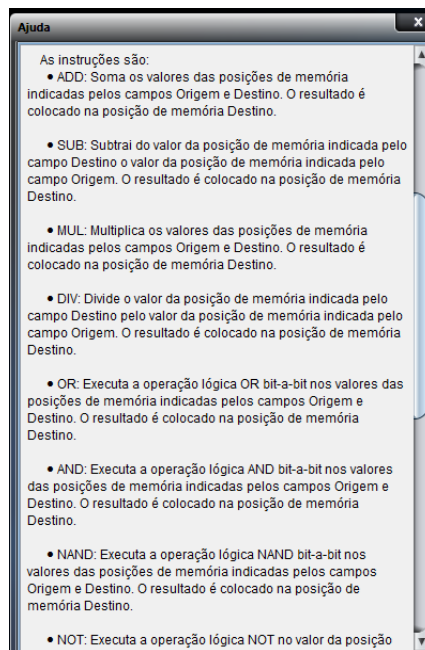 Ajuda
As instruções são:
● ADD: Soma os valores das posições de memória
indicadas pelos campos Origem e Destino. O resultado é
colocado na posição de memória Destino.
● SUB: Subtrai do valor da posição de memória indicada pelo
campo Destino o valor da posição de memória indicada pelo
campo Origem. O resultado é colocado na posição de memória
Destino.
● MUL: Multiplica os valores das posições de memória
indicadas pelos campos Origem e Destino. O resultado é
colocado na posição de memória Destino.
● DIV: Divide o valor da posição de memória indicada pelo
campo Destino pelo valor da posição de memória indicada pelo
campo Origem. O resultado é colocado na posição de memória
Destino.
● OR: Executa a operação lógica OR bit-a-bit nos valores das
posições de memória indicadas pelos campos Origem e
Destino. O resultado é colocado na posição de memória
Destino.
● AND: Executa a operação lógica AND bit-a-bit nos valores
das posições de memória indicadas pelos campos Origem e
Destino. O resultado é colocado na posição de memória
Destino.
● NAND: Executa a operação lógica NAND bit-a-bit nos
valores das posições de memória indicadas pelos campos
Origem e Destino. O resultado é colocado na posição de
memória Destino.
● NOT: Executa a operação lógica NOT no valor da posição